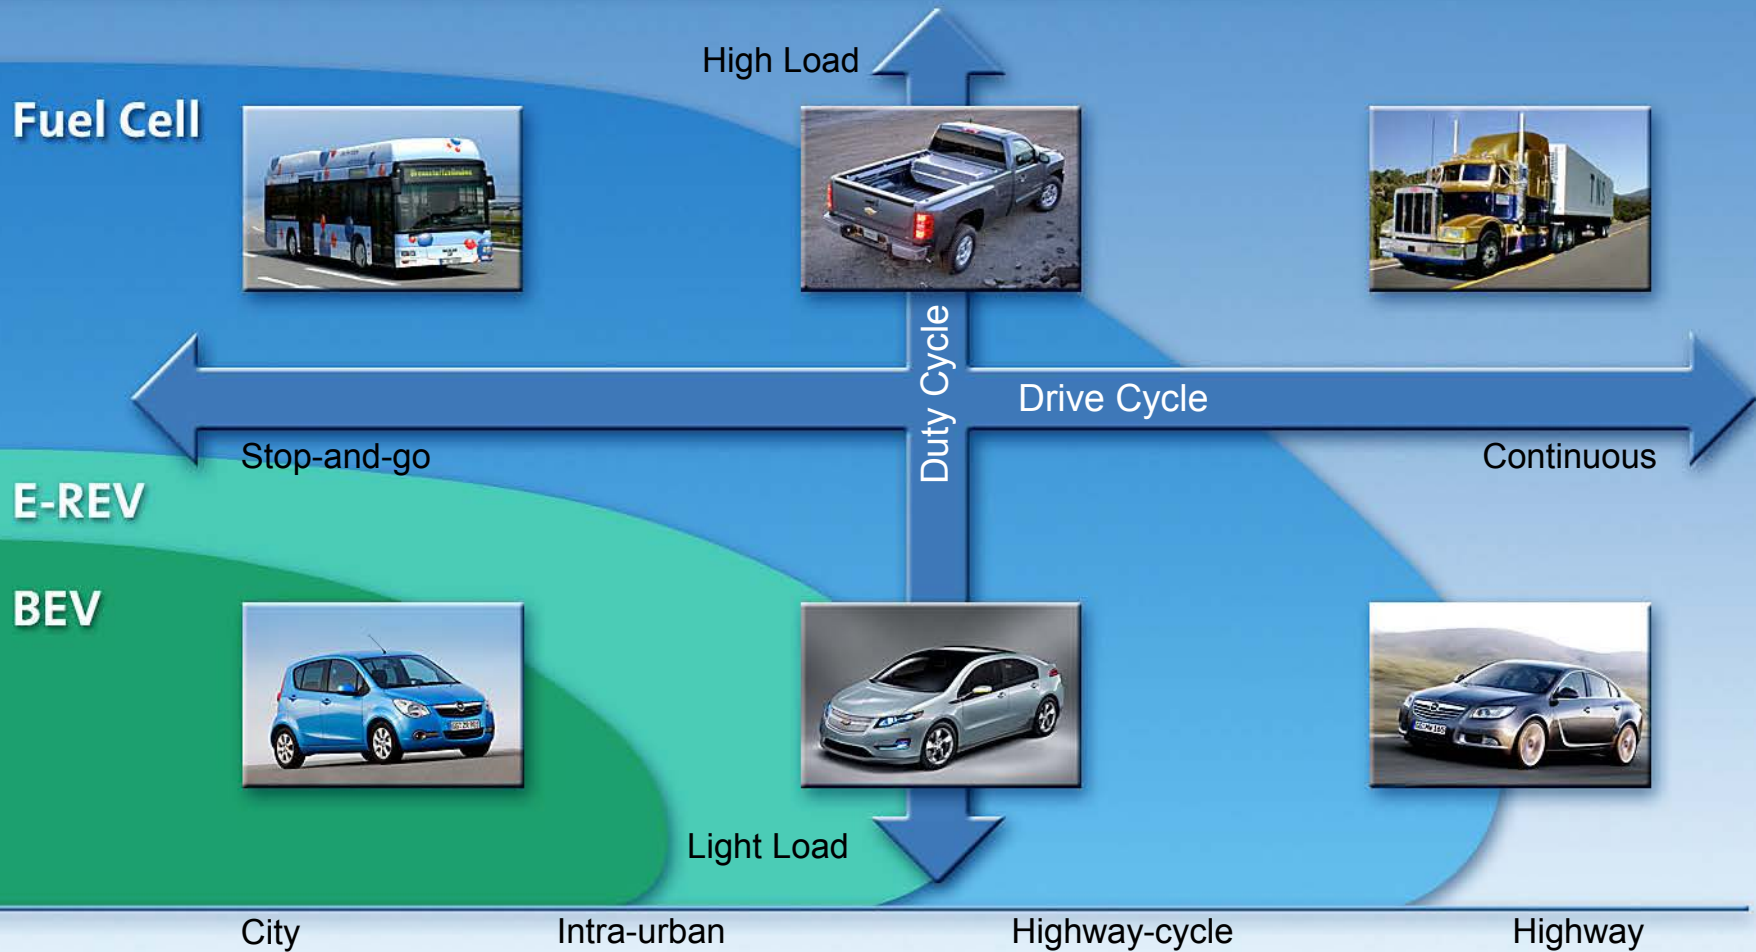 High Load
Fuel Cell
TNS
Duty Cycle
Drive Cycle
Stop-and-go
Continuous
E-REV
BEV
Light Load
City
Intra-urban
Highway-cycle
Highway